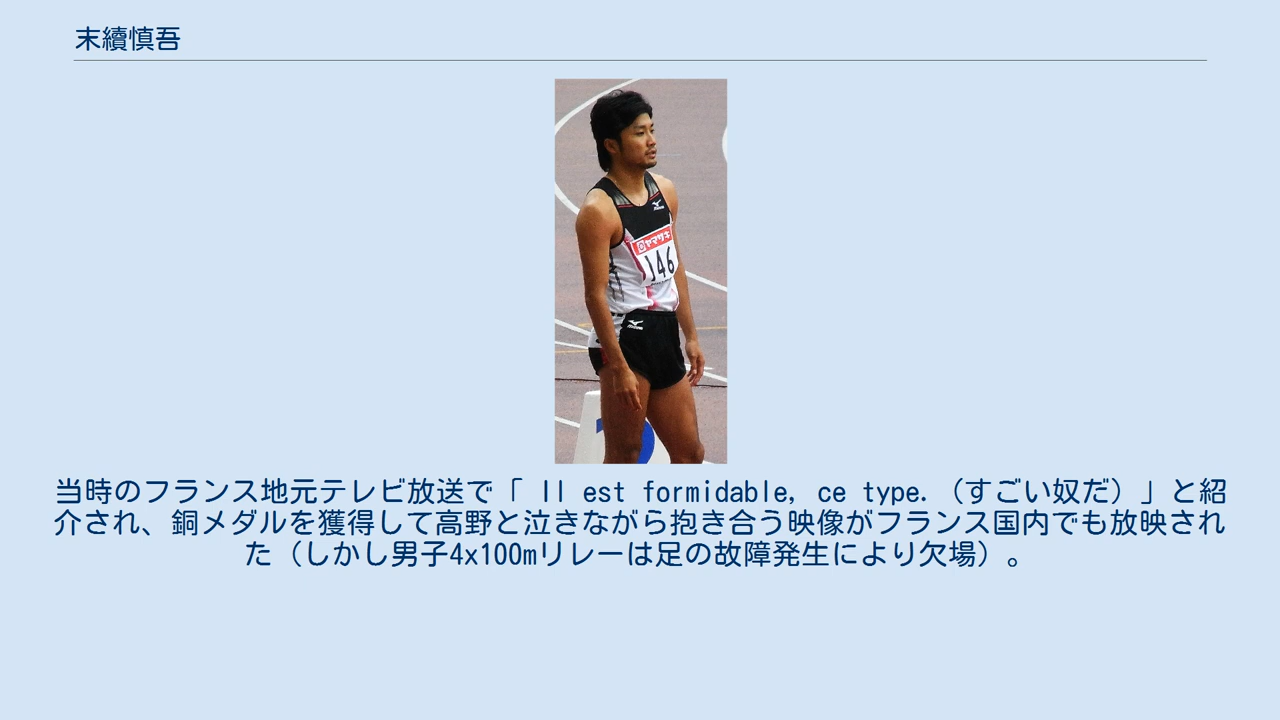 末續慎吾
ヤマザキ
146
当時のフランス地元テレビ放送で「 Il est formidable, ce type. （すごい奴だ）」と紹
介され、銅メダルを獲得して高野と泣きながら抱き合う映像がフランス国内でも放映され
た（しかし男子4x100mリレーは足の故障発生により欠場）。